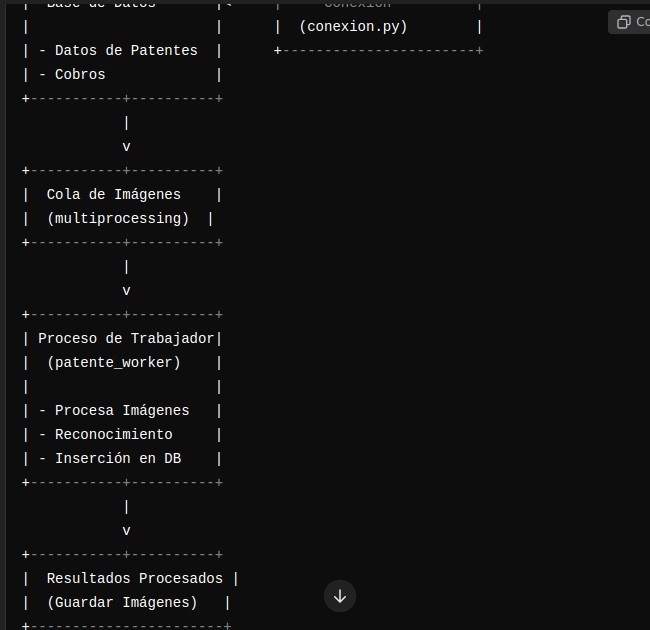 |  Base de Datos       |<     |     Conexión          |
|                      |      |  (conexion.py)        |
| - Datos de Patentes  |      +-----------------------+
| - Cobros             |
+-----------+----------+
            |
            v
+-----------+----------+
|  Cola de Imágenes    |
|  (multiprocessing)  |
+-----------+----------+
            |
            v
+-----------+----------+
| Proceso de Trabajador|
|  (patente_worker)    |
|                      |
| - Procesa Imágenes   |
| - Reconocimiento     |
| - Inserción en DB    |
+-----------+----------+
            |
            v
+-----------+----------+
|  Resultados Procesados |
|  (Guardar Imágenes)   |
+-----------------------+
Co